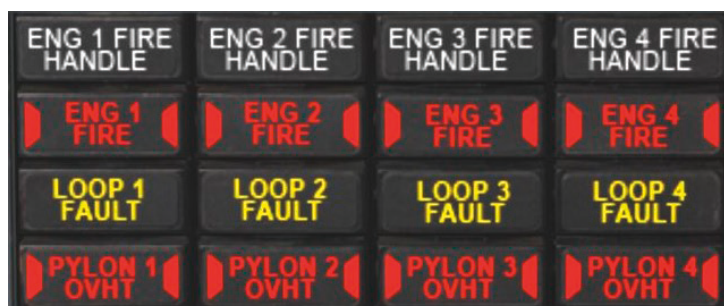 ENG 1 FIRE HANDLE
ENG 2 FIRE HANDLE
ENG 3 FIRE HANDLE
ENG 4 FIRE HANDLE
ENG 1 FIRE
ENG 2 FIRE
ENG 3 FIRE
ENG 4 FIRE
LOOP 1 FAULT
LOOP 2 FAULT
LOOP 3 FAULT
LOOP 4 FAULT
PYLON 1 OVHT
PYLON 2 OVHT
PYLON 3 OVHT
PYLON 4 OVHT